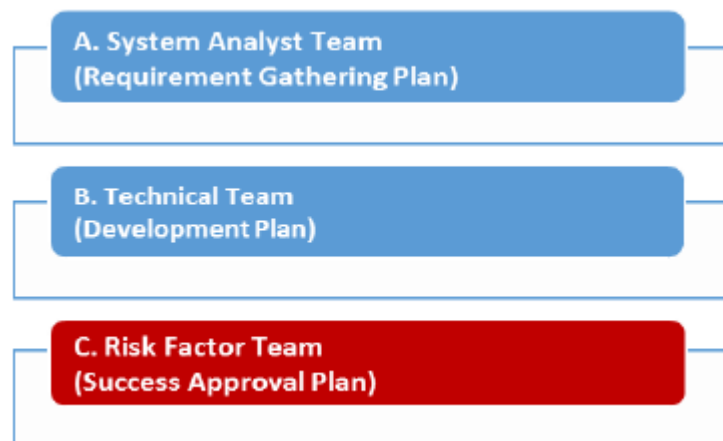 A. System Analyst Team
(Requirement Gathering Plan)
B. Technical Team
(Development Plan)
C. Risk Factor Team
(Success Approval Plan)